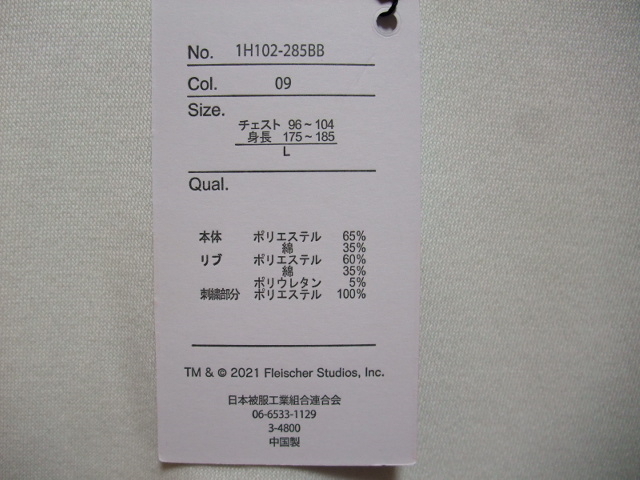 No. 1H102-285BB
Col. 09
Size.
チェスト 96~104
身長 175~185
L
Qual.
本体 ポリエステル 65%
綿 35%
リブ ポリエステル 60%
綿 35%
ポリウレタン 5%
刺繍部分 ポリエステル 100%
TM & © 2021 Fleischer Studios, Inc.
日本被服工業組合連合会
06-6533-1129
3-4800
中国製